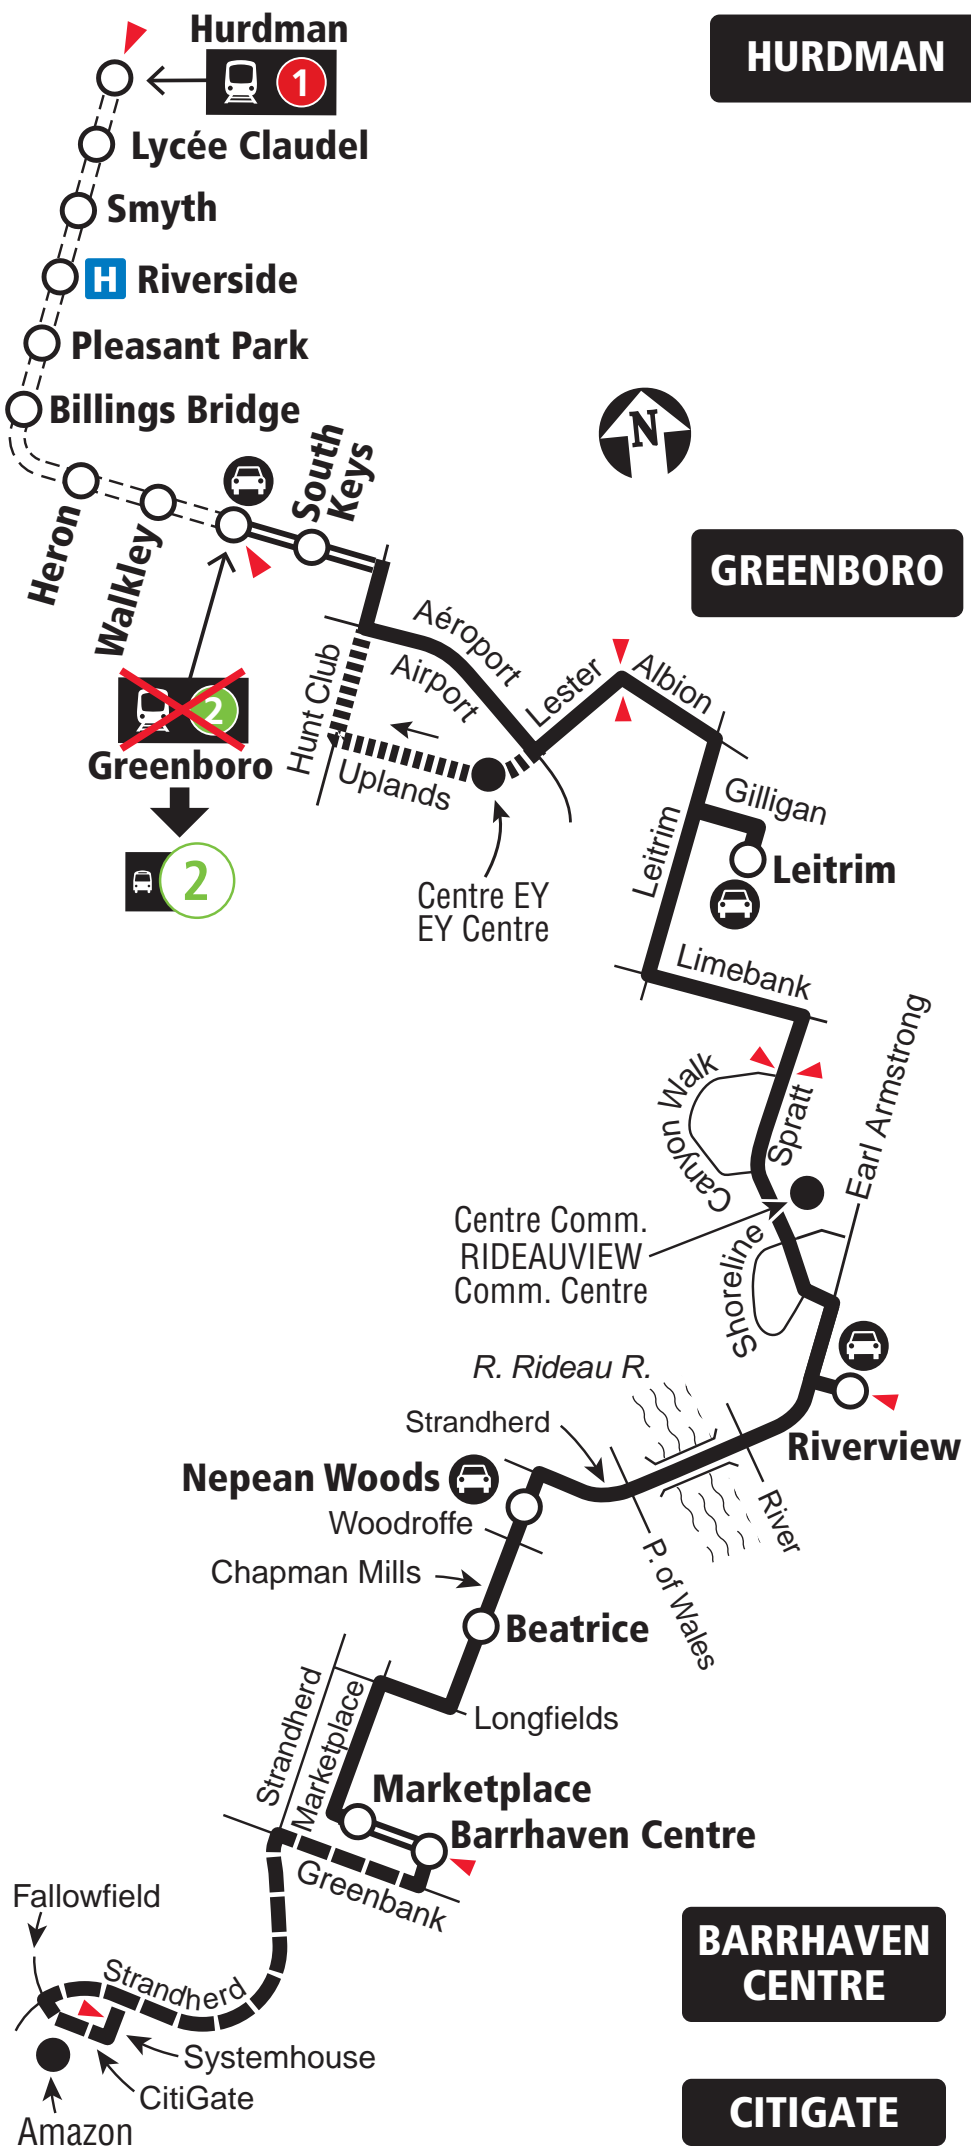 Hurdman
1
HURDMAN
Lycée Claudel
Smyth
H Riverside
Pleasant Park
Billings Bridge
N
South
Keys
Heron
Walkley
GREENBORO
2
Greenboro
2
Hunt Club
Aéroport
Airport
Uplands
Lester
Albion
Gilligan
Leitrim
Leitrim
Centre EY
EY Centre
Limebank
Earl Armstrong
Canyon Walk
Spratt
Centre Comm.
RIDEAUVIEW
Comm. Centre
Shoreline
R. Rideau R.
Strandherd
Riverview
Nepean Woods
Woodroffe
River
P. of Wales
Chapman Mills
Beatrice
Strandherd
Marketplace
Longfields
Marketplace
Barrhaven Centre
Greenbank
Fallowfield
Strandherd
BARRHAVEN
CENTRE
Systemhouse
CitiGate
Amazon
CITIGATE